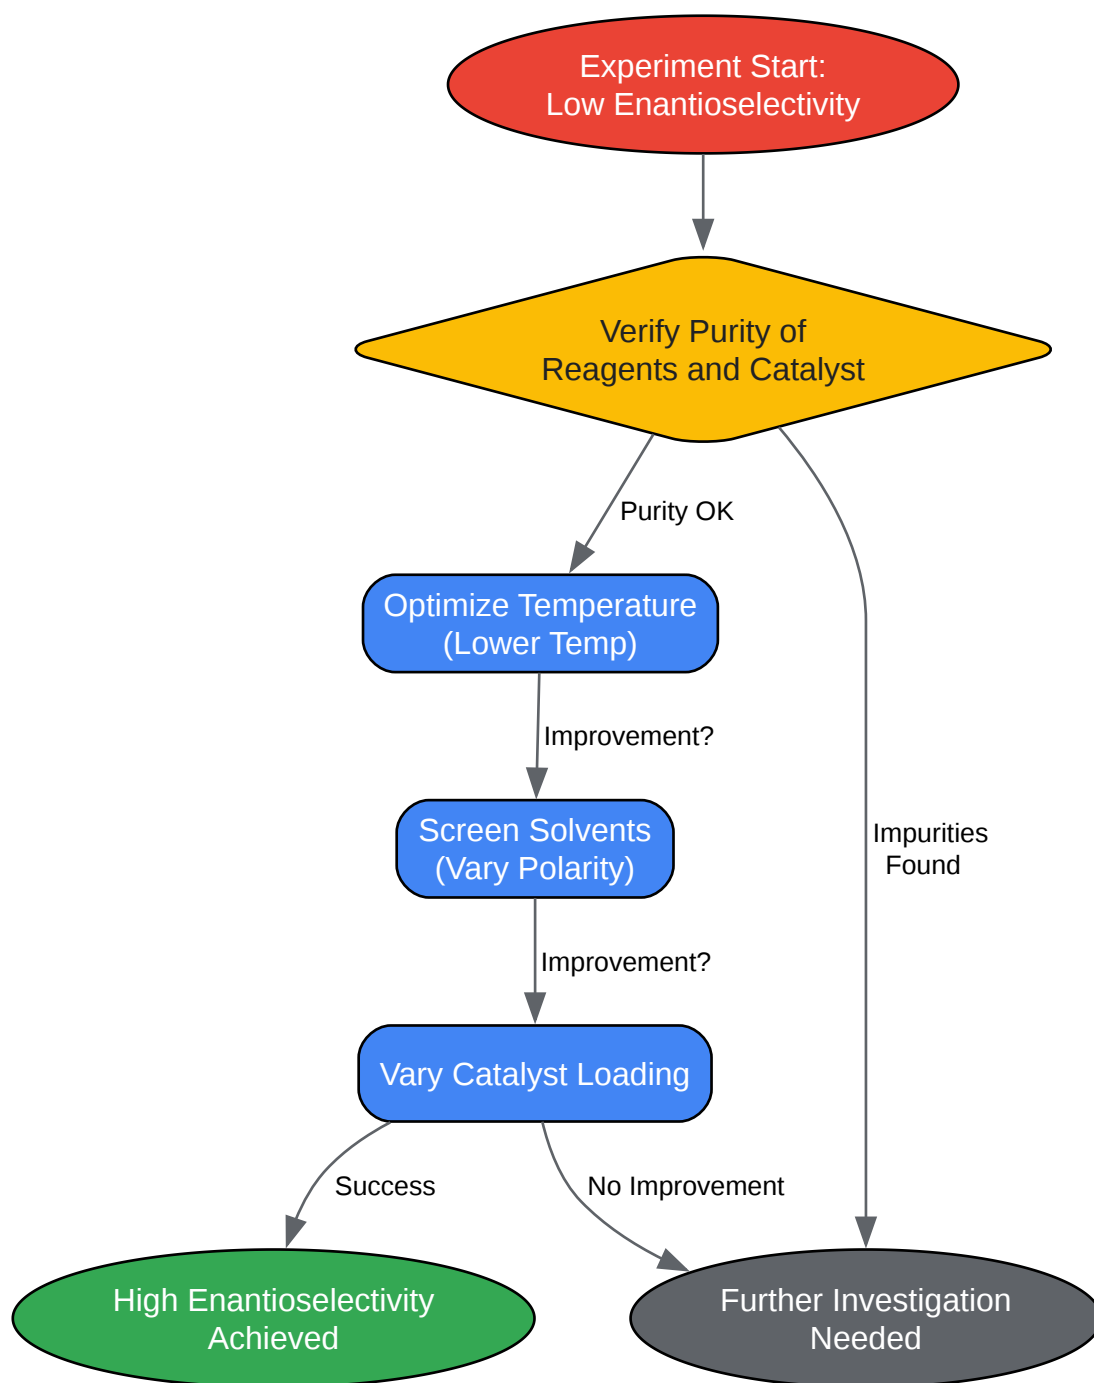 Experiment Start:
Low Enantioselectivity
Verify Purity of
Reagents and Catalyst
Purity OK
Optimize Temperature
(Lower Temp)
Improvement?
Screen Solvents
(Vary Polarity)
Impurities
Found
Improvement?
Vary Catalyst Loading
Success
No Improvement
High Enantioselectivity
Achieved
Further Investigation
Needed